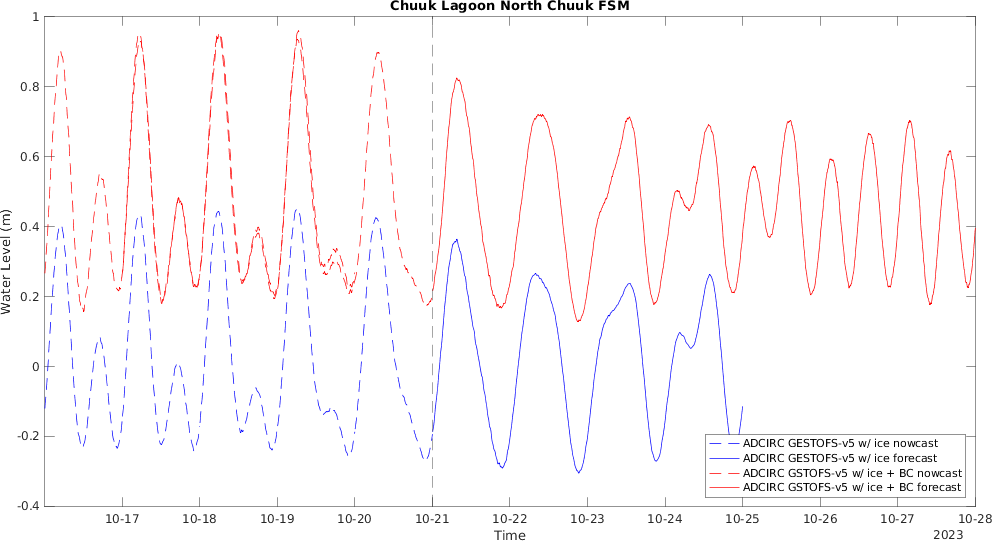 Chuuk Lagoon North Chuuk FSM
Water Level (m)
1
0.8
0.6
0.4
0.2
0
-0.2
-0.4
10-17 10-18 10-19 10-20 10-21 10-22 10-23 10-24 10-25 10-26 10-27 10-28
Time
2023
ADCIRC GESTOFS-v5 w/ ice nowcast
ADCIRC GESTOFS-v5 w/ ice forecast
ADCIRC GSTOFS-v5 w/ ice + BC nowcast
ADCIRC GSTOFS-v5 w/ ice + BC forecast